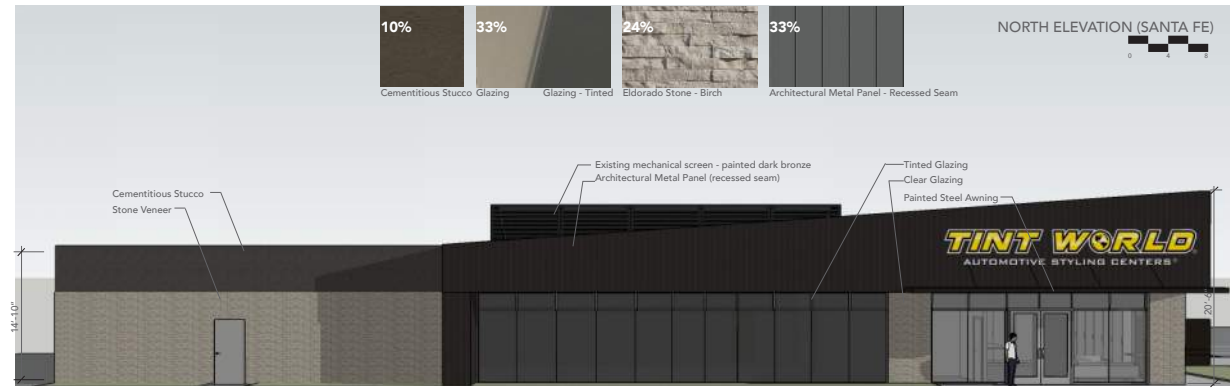 10%
33%
24%
33%
NORTH ELEVATION (SANTA FE)
0 4 8
Cementitious Stucco
Glazing
Glazing - Tinted
Eldorado Stone - Birch
Architectural Metal Panel - Recessed Seam
Existing mechanical screen - painted dark bronze
Architectural Metal Panel (recessed seam)
Tinted Glazing
Clear Glazing
Painted Steel Awning
Cementitious Stucco
Stone Veneer
TINT WORLD
AUTOMOTIVE STYLING CENTERS®
14'-10"